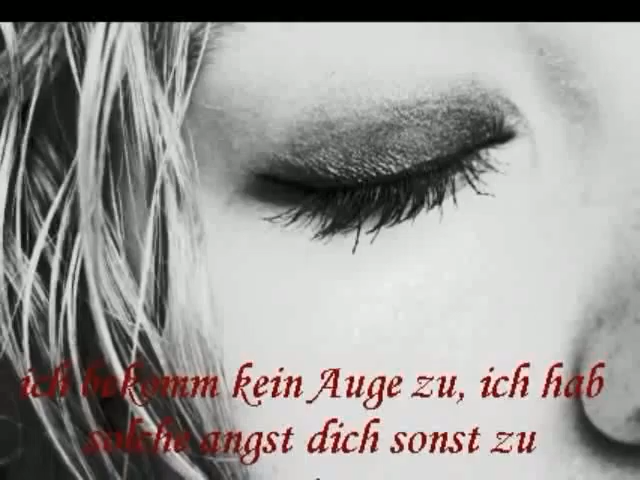 ich bekomm kein Auge zu, ich hab
solche angst dich sonst zu